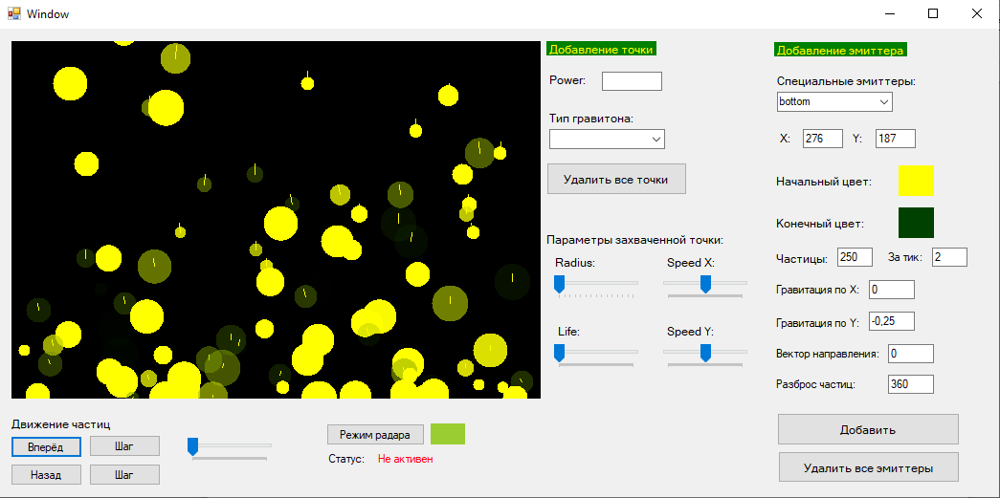 Window
Добавление точки
Power:
Тип гравитона:
Удалить все точки
Параметры захваченной точки:
Radius: Speed X:
Life: Speed Y:
Добавление эмиттера
Специальные эмиттеры:
bottom
X: 276 Y: 187
Начальный цвет:
Конечный цвет:
Частицы: 250 За тик: 2
Гравитация по X: 0
Гравитация по Y: -0,25
Вектор направления: 0
Разброс частиц: 360
Добавить
Удалить все эмиттеры
Движение частиц
Вперёд Шаг
Назад Шаг
Режим радара
Статус: Не активен